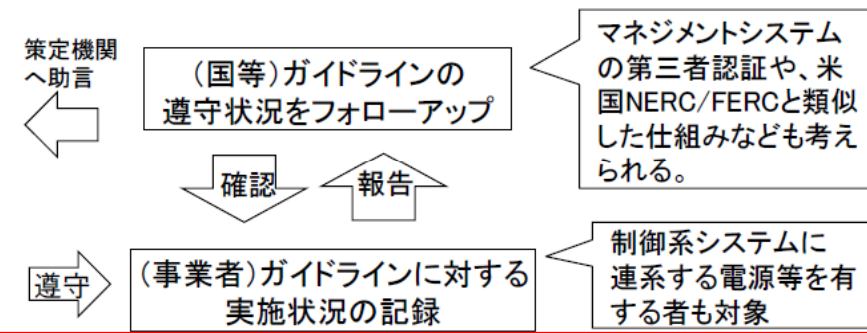 策定機関
へ助言
(国等)ガイドラインの
遵守状況をフォローアップ
マネジメントシステム
の第三者認証や、米
国NERC/FERCと類似
した仕組みなども考え
られる。
確認
報告
遵守
(事業者)ガイドラインに対する
実施状況の記録
制御系システムに
連系する電源等を有
する者も対象